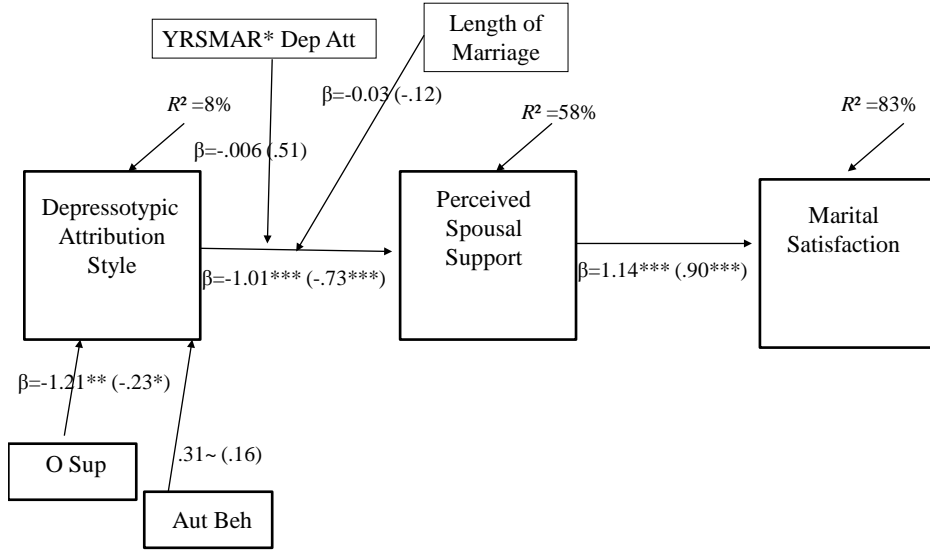 YRSMAR* Dep Att
Length of
Marriage
β=-0.03 (-.12)
R² =8%
β=-.006 (.51)
R² =58%
R² =83%
Depressotypic
Attribution
Style
Perceived
Spousal
Support
Marital
Satisfaction
β=-1.01*** (-.73***)
β=1.14*** (.90***)
β=-1.21** (-.23*)
O Sup
.31~ (.16)
Aut Beh